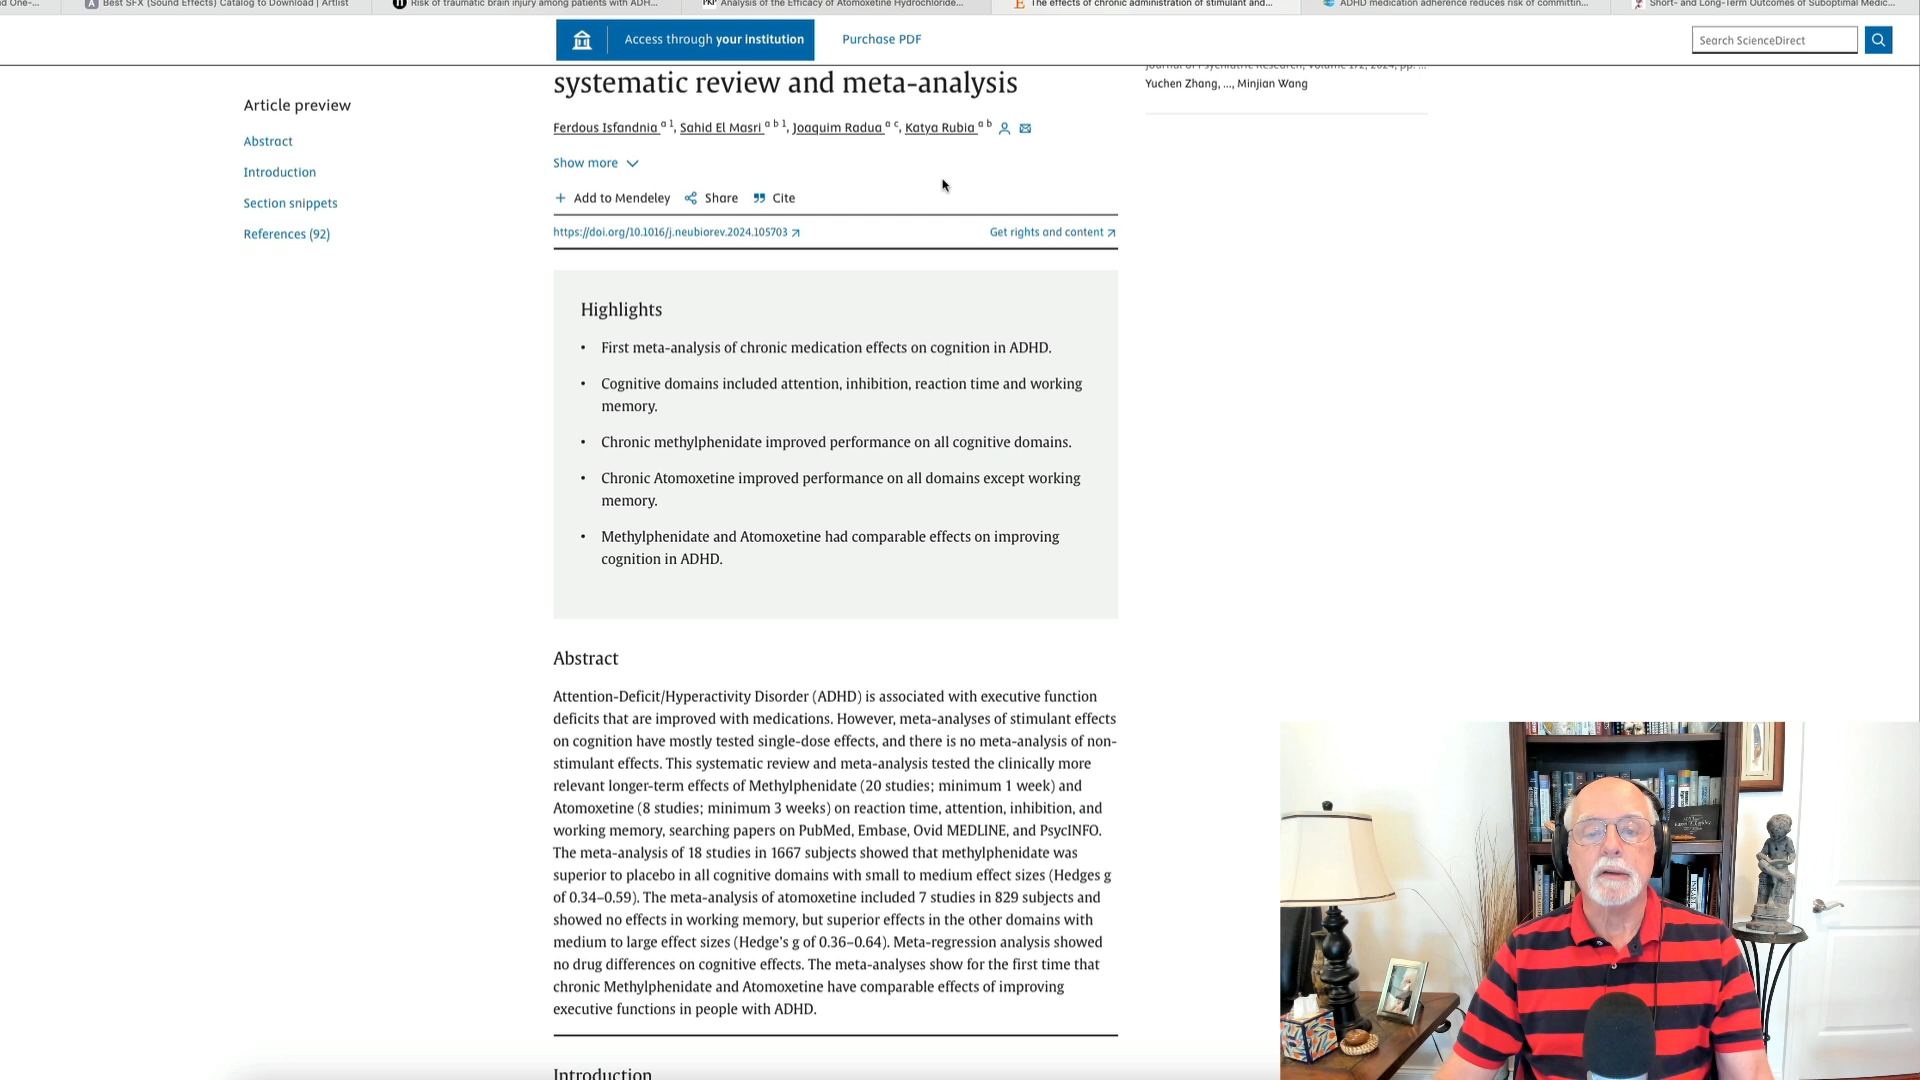 Best SFX (Sound Effects) Catalog to Download | Artlist
Risk of traumatic brain injury among patients with ADH...
Analysis of the Efficacy of Atomoxetine Hydrochloride...
The effects of chronic administration of stimulant and...
ADHD medication adherence reduces risk of committin...
Short- and Long-Term Outcomes of Suboptimal Medic...
Access through your institution
Purchase PDF
Search ScienceDirect
Article preview
Abstract
Introduction
Section snippets
References (92)
systematic review and meta-analysis
Ferdous Isfandnia a 1, Sahid El Masri a b 1, Joaquim Radua a c, Katya Rubia a b
Show more
Add to Mendeley Share Cite
https://doi.org/10.1016/j.neubiorev.2024.105703
Get rights and content
Highlights
• First meta-analysis of chronic medication effects on cognition in ADHD.
• Cognitive domains included attention, inhibition, reaction time and working
memory.
• Chronic methylphenidate improved performance on all cognitive domains.
• Chronic Atomoxetine improved performance on all domains except working
memory.
• Methylphenidate and Atomoxetine had comparable effects on improving
cognition in ADHD.
Abstract
Attention-Deficit/Hyperactivity Disorder (ADHD) is associated with executive function
deficits that are improved with medications. However, meta-analyses of stimulant effects
on cognition have mostly tested single-dose effects, and there is no meta-analysis of non-
stimulant effects. This systematic review and meta-analysis tested the clinically more
relevant longer-term effects of Methylphenidate (20 studies; minimum 1 week) and
Atomoxetine (8 studies; minimum 3 weeks) on reaction time, attention, inhibition, and
working memory, searching papers on PubMed, Embase, Ovid MEDLINE, and PsycINFO.
The meta-analysis of 18 studies in 1667 subjects showed that methylphenidate was
superior to placebo in all cognitive domains with small to medium effect sizes (Hedges g
of 0.34–0.59). The meta-analysis of atomoxetine included 7 studies in 829 subjects and
showed no effects in working memory, but superior effects in the other domains with
medium to large effect sizes (Hedge's g of 0.36–0.64). Meta-regression analysis showed
no drug differences on cognitive effects. The meta-analyses show for the first time that
chronic Methylphenidate and Atomoxetine have comparable effects of improving
executive functions in people with ADHD.
Introduction
Journal of Psychiatric Research, Volume 172, 2024, pp. ...
Yuchen Zhang, ..., Minjian Wang